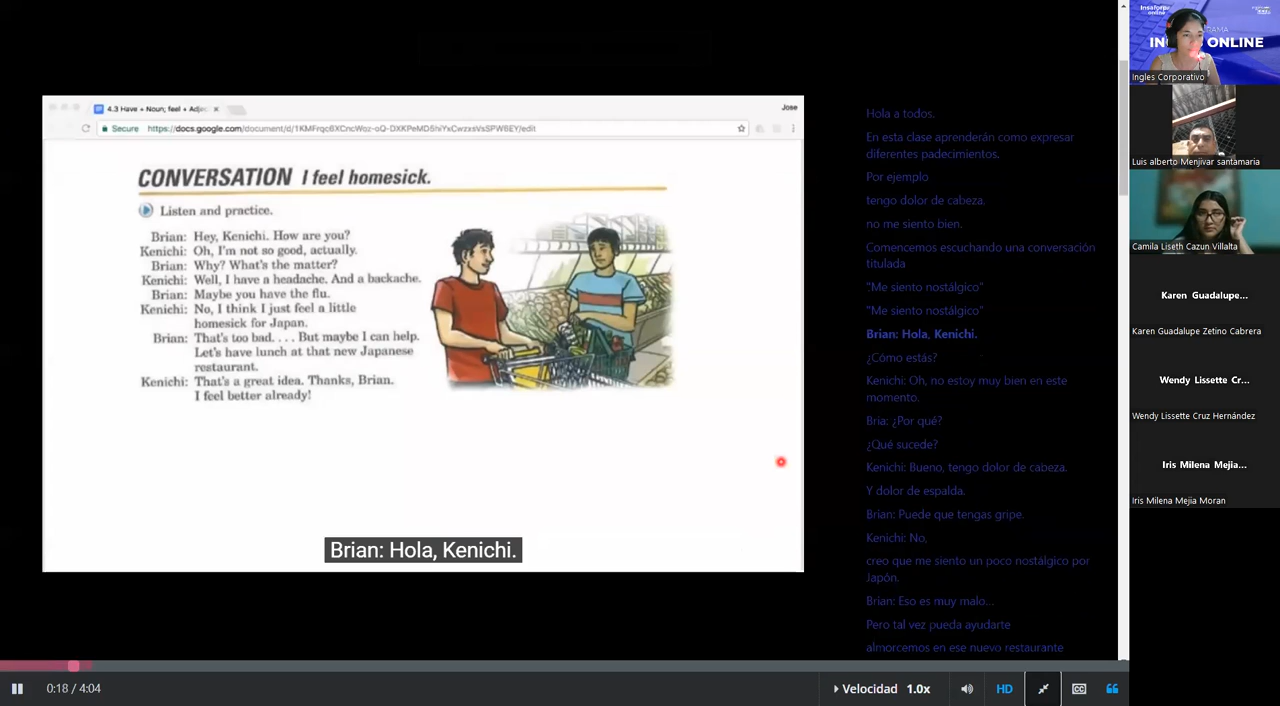 4.3 Have + Noun; feel + Adje
Jose
Secure
https://docs.google.com/document/d/
CONVERSATION I feel homesick.
Listen and practice.
Brian: Hey, Kenichi. How are you?
Kenichi: Oh, I'm not so good, actually.
Brian: Why? What's the matter?
Kenichi: Well, I have a headache. And a backache.
Brian: Maybe you have the flu.
Kenichi: No, I think I just feel a little
homesick for Japan.
Brian: That's too bad. . . . But maybe I can help.
Let's have lunch at that new Japanese
restaurant.
Kenichi: That's a great idea. Thanks, Brian.
I feel better already!
Brian: Hola, Kenichi.
Hola a todos.
En esta clase aprenderán como expresar
diferentes padecimientos.
Por ejemplo
tengo dolor de cabeza,
no me siento bien.
Comencemos escuchando una conversación
titulada
"Me siento nostálgico"
"Me siento nostálgico"
Brian: Hola, Kenichi.
¿Cómo estás?
Kenichi: Oh, no estoy muy bien en este
momento.
Bria: ¿Por qué?
¿Qué sucede?
Kenichi: Bueno, tengo dolor de cabeza.
Y dolor de espalda.
Brian: Puede que tengas gripe.
Kenichi: No,
creo que me siento un poco nostálgico por
Japón.
Brian: Eso es muy malo...
Pero tal vez pueda ayudarte
almorcemos en ese nuevo restaurante
0:18 / 4:04
Velocidad 1.0x
HD
ONLINE
Ingles Corporativo
Luis alberto Menjivar santamaria
Camila Liseth Cazun Villalta
Karen Guadalupe...
Karen Guadalupe Zetino Cabrera
Wendy Lissette Cr...
Wendy Lissette Cruz Hernández
Iris Milena Mejia...
Iris Milena Mejia Moran